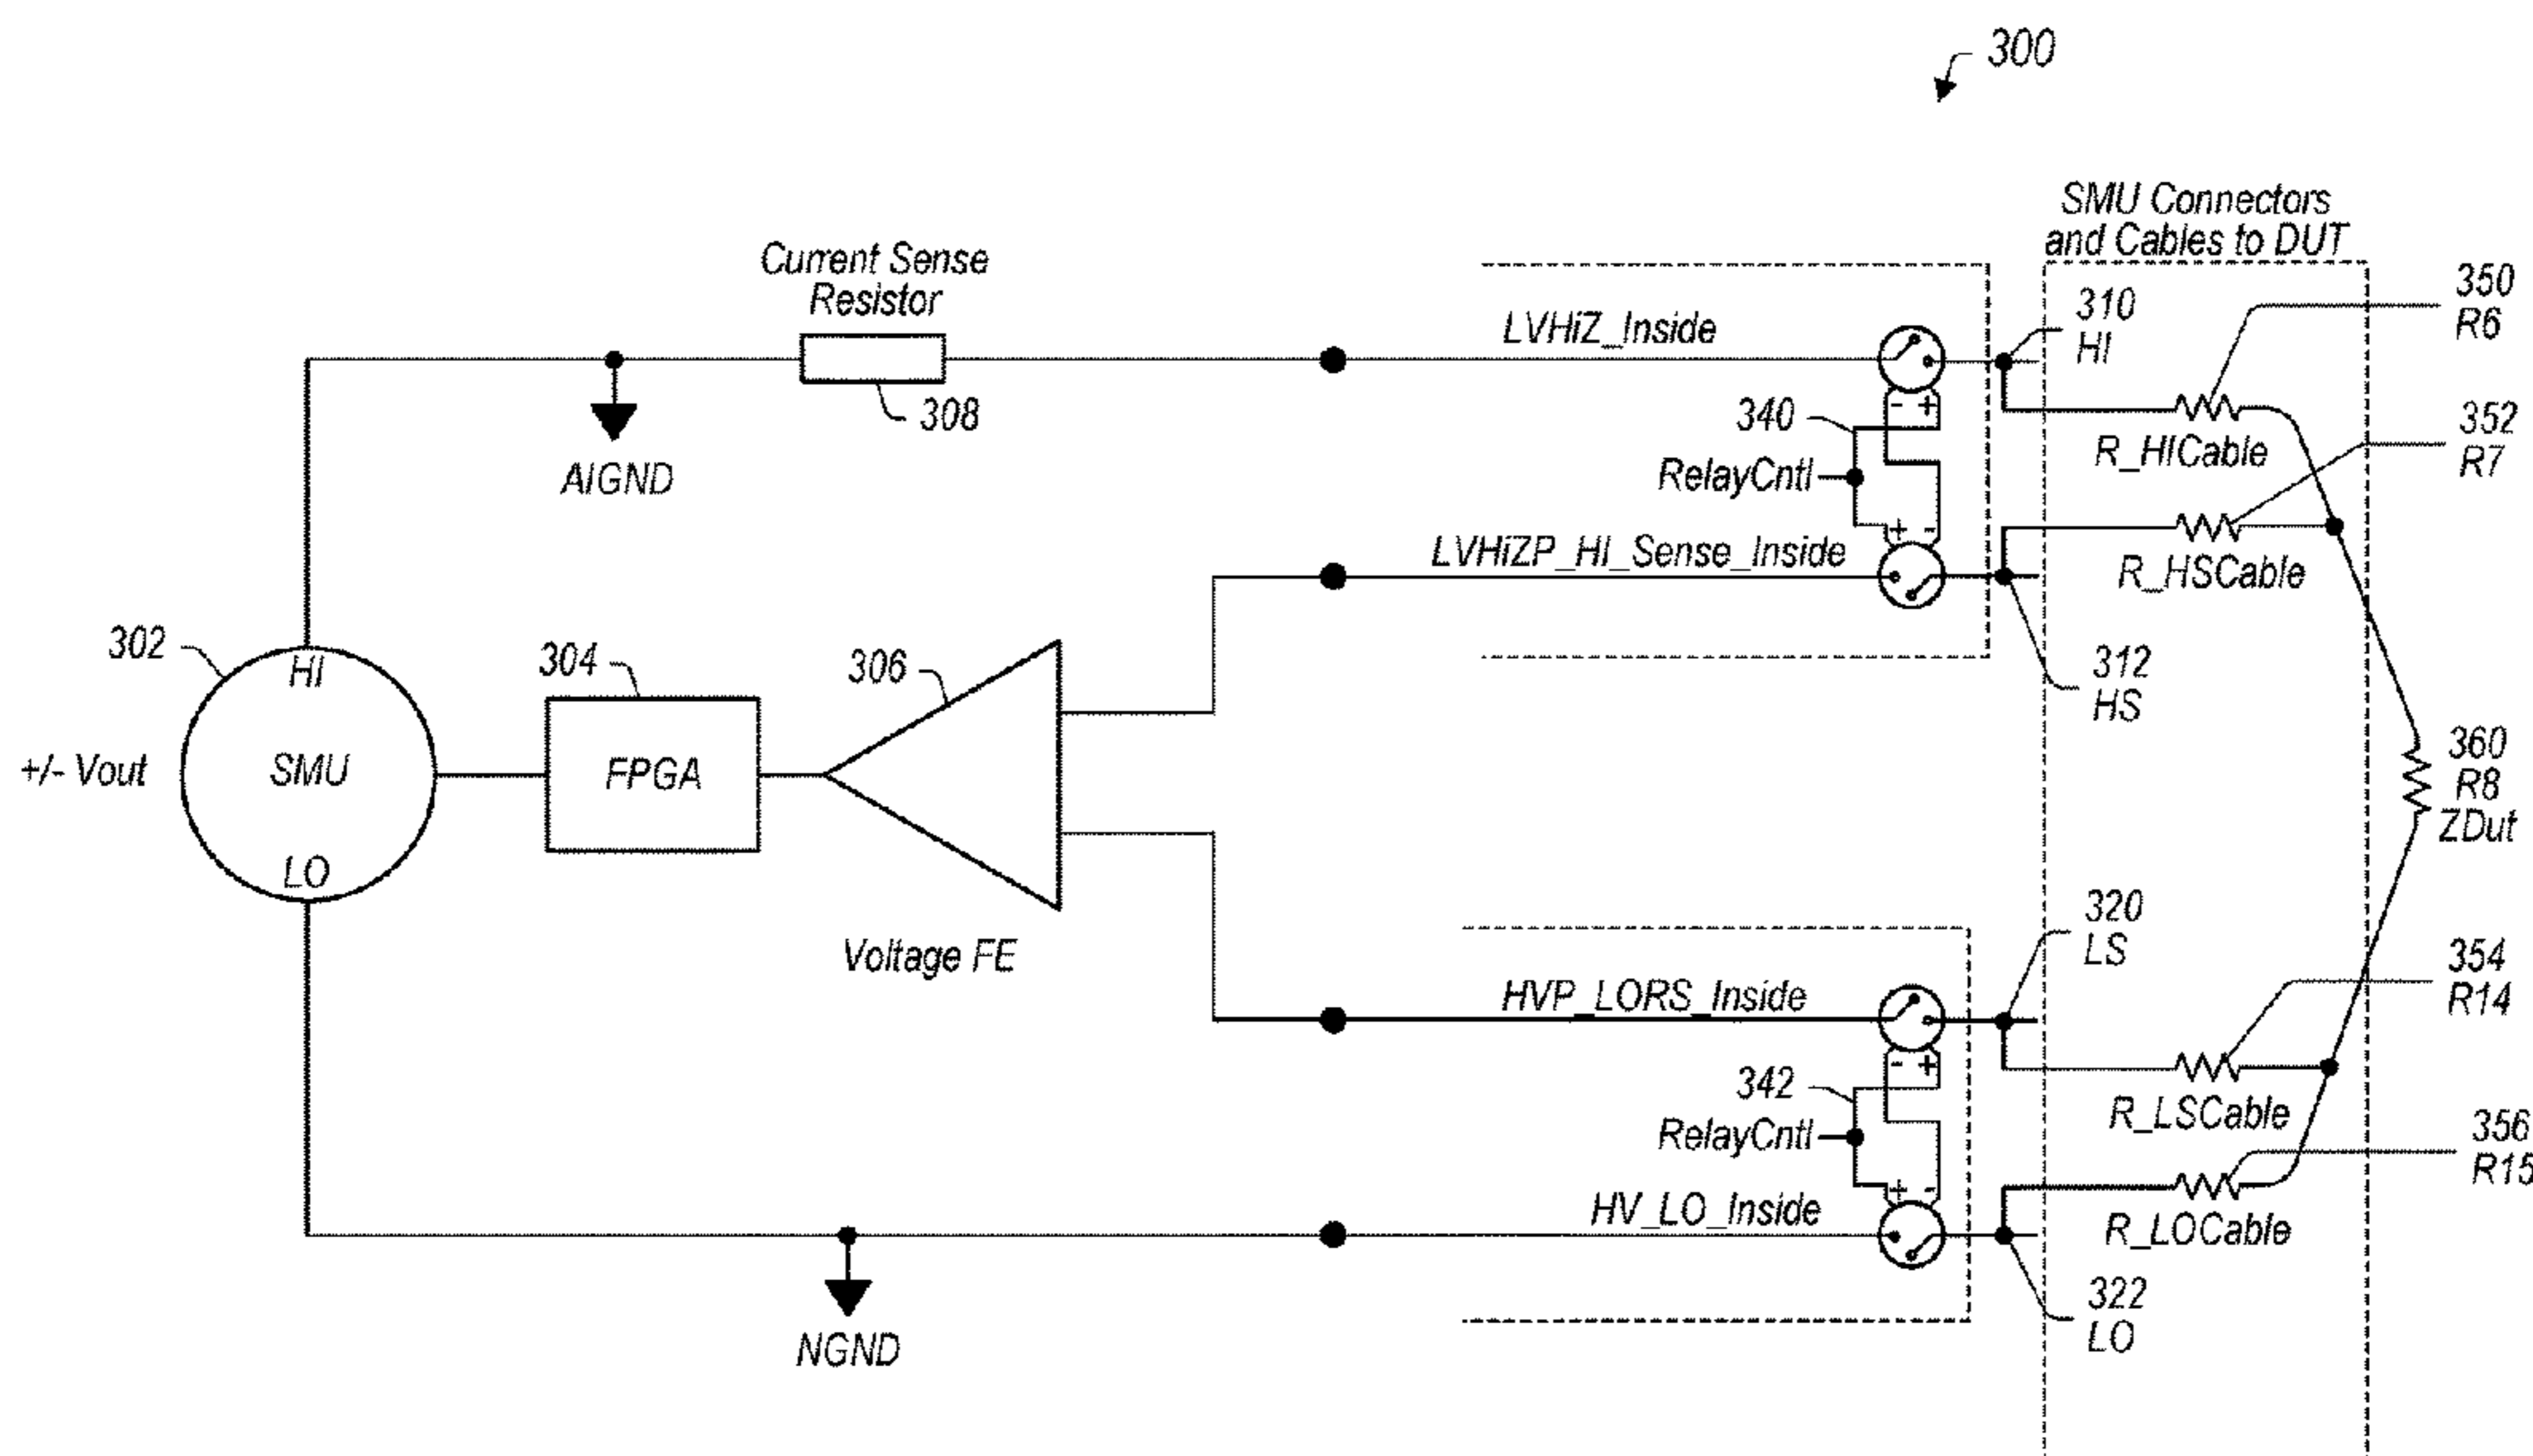 300
SMU Connectors
and Cables to DUT
Current Sense
Resistor
308
AIGND
LVHiZ_Inside
310
HI
350
R6
340
- +
RelayCntl
+ -
R_HICable
352
R7
LVHiZP_HI_Sense_Inside
R_HSCable
312
HS
302
HI
SMU
LO
+/- Vout
304
FPGA
306
Voltage FE
360
R8
ZDut
320
LS
354
R14
HVP_LORS_Inside
342
- +
RelayCntl
+ -
R_LSCable
356
R15
HV_LO_Inside
R_LOCable
322
LO
NGND